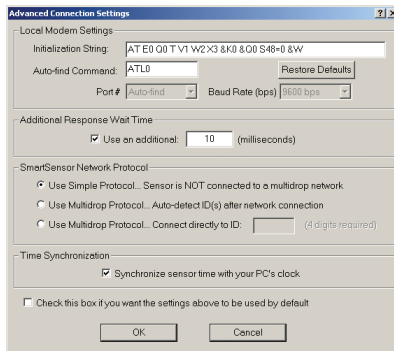 Advanced Connection Settings ? X
Local Modem Settings
Initialization String: AT E0 Q0 T V1 W2 X3 &K0 &Q0 S48=0 &W
Auto-find Command: ATL0 Restore Defaults
Port # Auto-find Baud Rate (bps) 9600 bps
Additional Response Wait Time
Use an additional: 10 (milliseconds)
SmartSensor Network Protocol
Use Simple Protocol... Sensor is NOT connected to a multidrop network
Use Multidrop Protocol... Auto-detect ID(s) after network connection
Use Multidrop Protocol... Connect directly to ID: (4 digits required)
Time Synchronization
Synchronize sensor time with your PC's clock
Check this box if you want the settings above to be used by default
OK Cancel